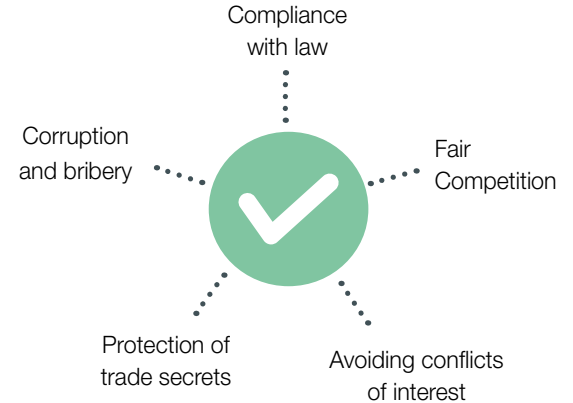 Compliance
with law
Corruption
and bribery
Fair
Competition
Protection of
trade secrets
Avoiding conflicts
of interest